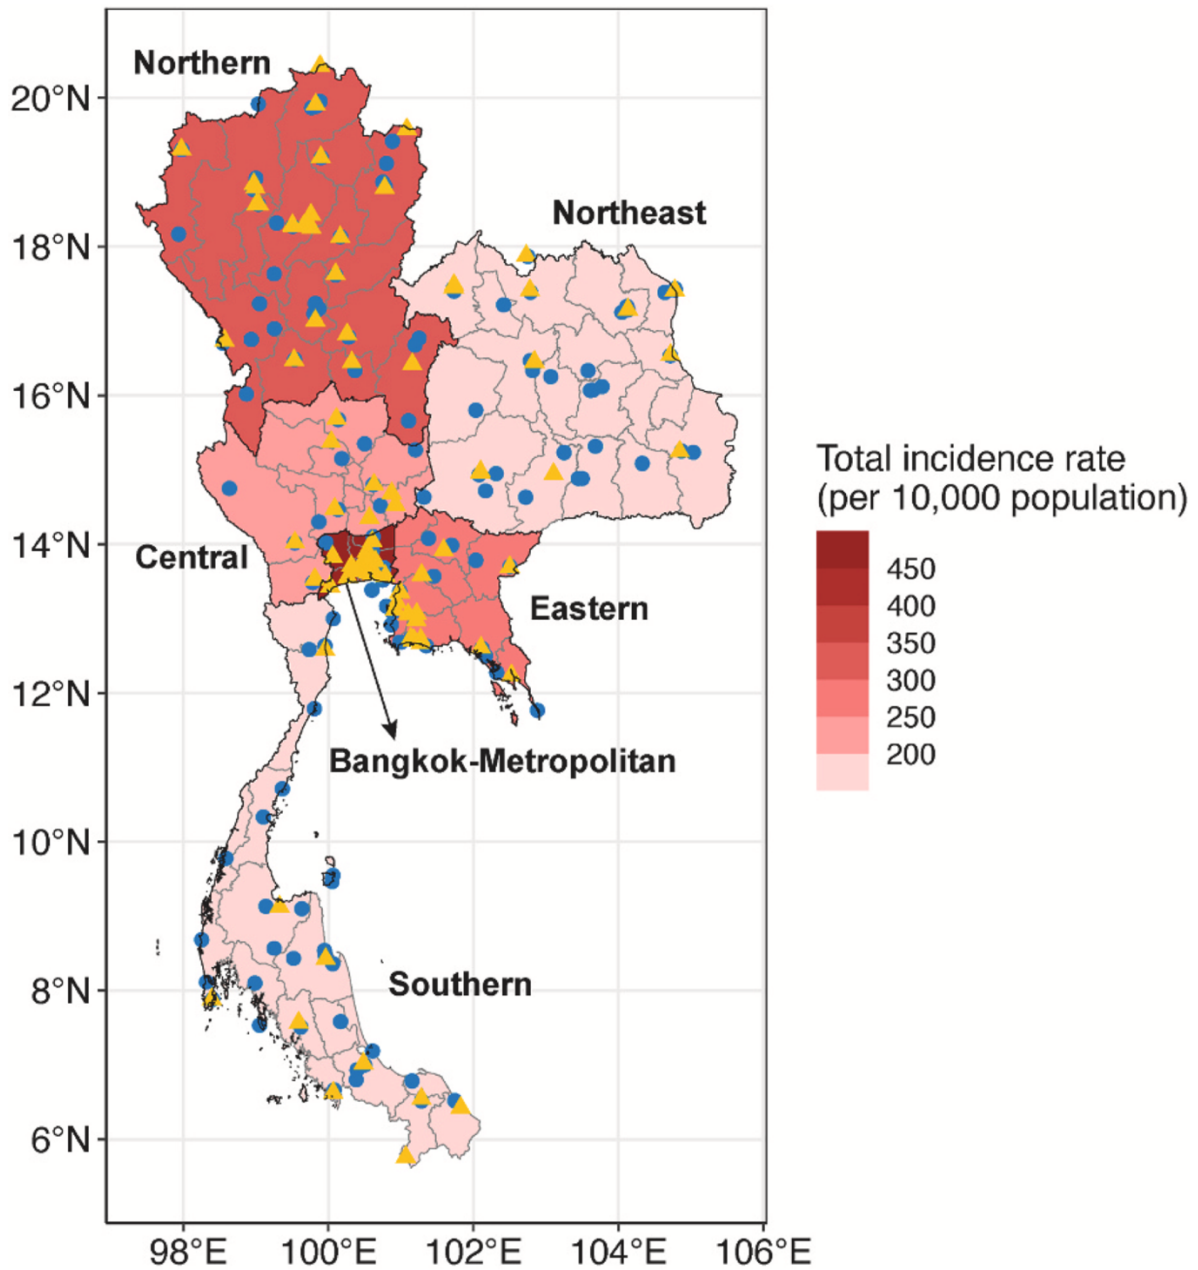 Northern
20°N
Northeast
18°N
16°N
Total incidence rate
(per 10,000 population)
14°N
Central
450
400
Eastern
350
300
12°N
250
200
Bangkok-Metropolitan
10°N
Southern
8°N
6°N
98°E 100°E 102°E 104°E 106°E